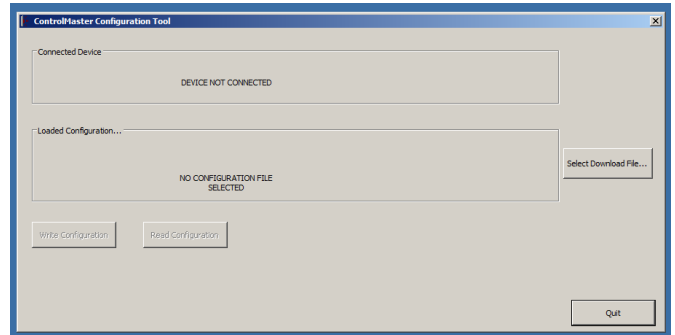 ControlMaster Configuration Tool
Connected Device
DEVICE NOT CONNECTED
Loaded Configuration...
NO CONFIGURATION FILE
SELECTED
Select Download File...
Write Configuration
Read Configuration
Quit